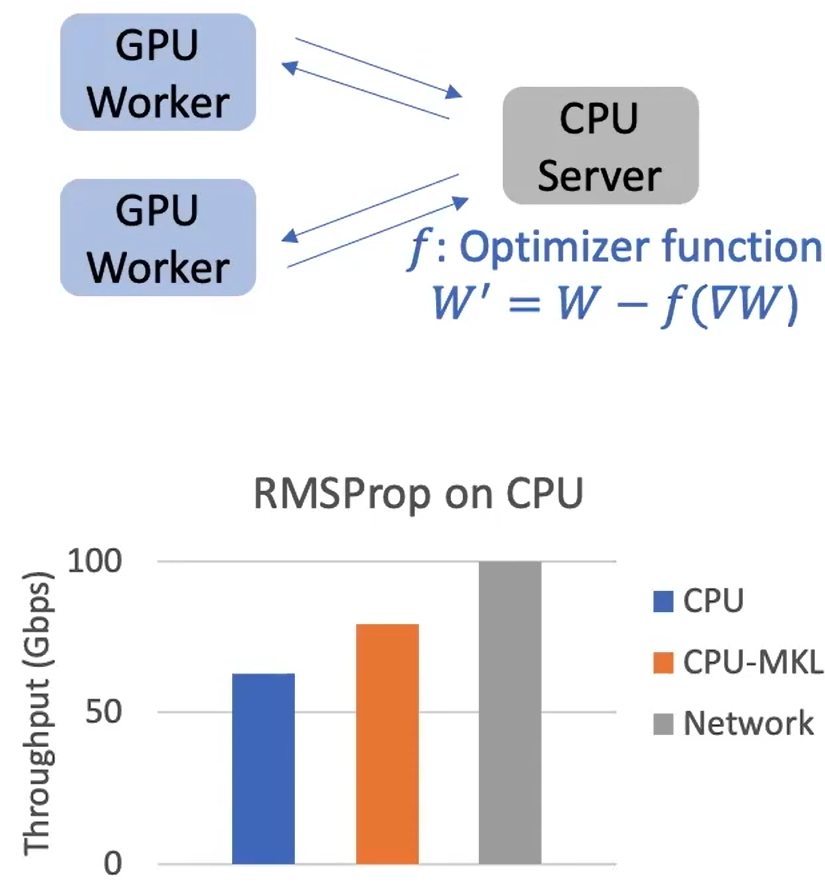 GPU
Worker
CPU
Server
GPU
Worker
f: Optimizer function
W′ = W − f(∇W)
RMSProp on CPU
Throughput (Gbps)
100
50
0
CPU
CPU-MKL
Network